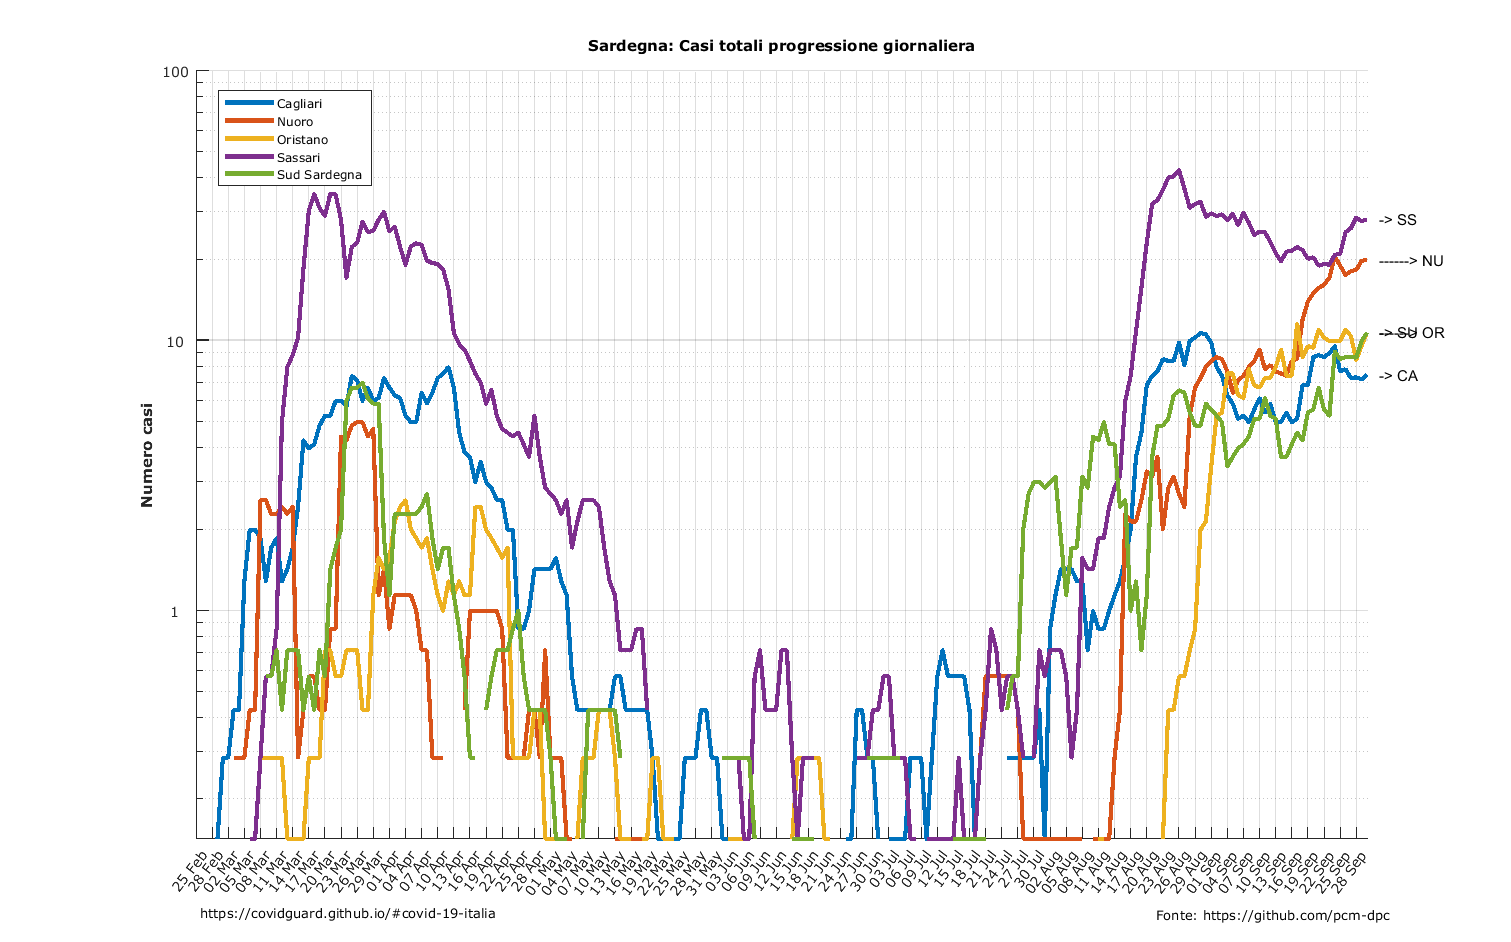 Sardegna: Casi totali progressione giornaliera
100
10
1
Numero casi
Cagliari
Nuoro
Oristano
Sassari
Sud Sardegna
-> SS
------> NU
-> SU
------> OR
-> CA
25 Feb
28 Feb
02 Mar
05 Mar
08 Mar
11 Mar
14 Mar
17 Mar
20 Mar
23 Mar
26 Mar
29 Mar
01 Apr
04 Apr
07 Apr
10 Apr
13 Apr
16 Apr
19 Apr
22 Apr
25 Apr
28 Apr
01 May
04 May
07 May
10 May
13 May
16 May
19 May
22 May
25 May
28 May
31 May
03 Jun
06 Jun
09 Jun
12 Jun
15 Jun
18 Jun
21 Jun
24 Jun
27 Jun
30 Jun
03 Jul
06 Jul
09 Jul
12 Jul
15 Jul
18 Jul
21 Jul
24 Jul
27 Jul
30 Jul
02 Aug
05 Aug
08 Aug
11 Aug
14 Aug
17 Aug
20 Aug
23 Aug
26 Aug
29 Aug
01 Sep
04 Sep
07 Sep
10 Sep
13 Sep
16 Sep
19 Sep
22 Sep
25 Sep
28 Sep
https://covidguard.github.io/#covid-19-italia
Fonte: https://github.com/pcm-dpc